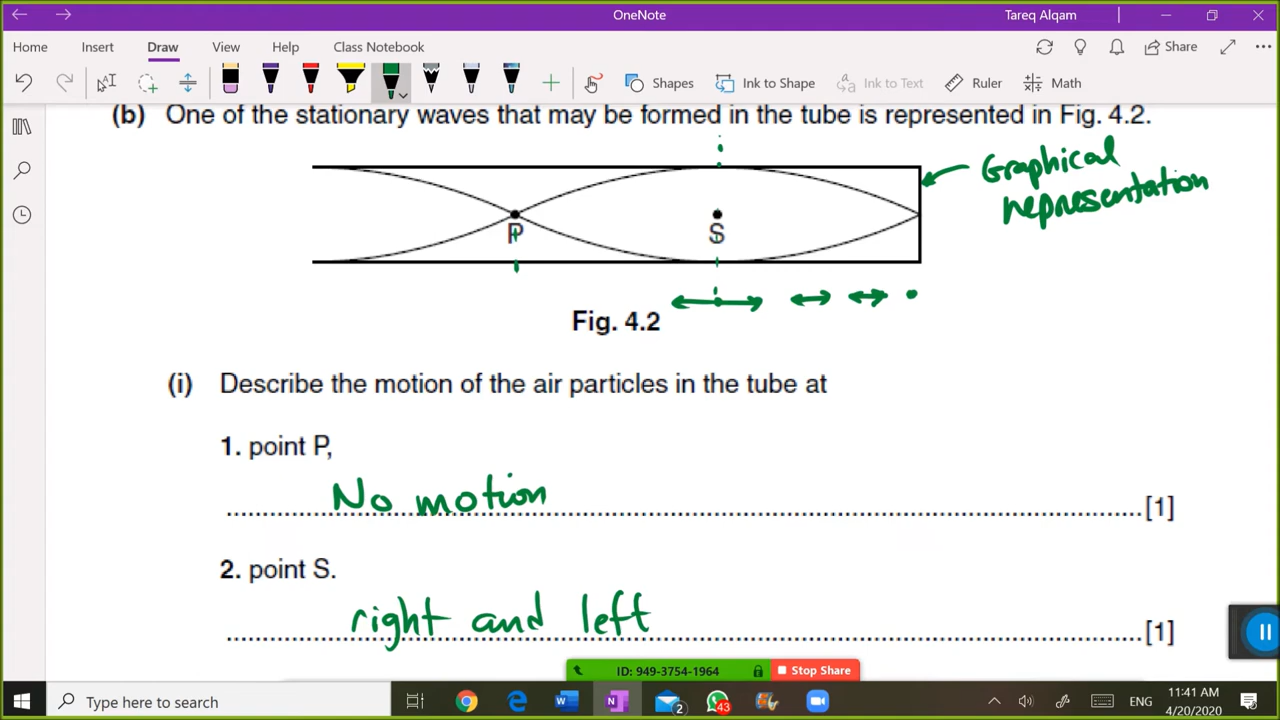 OneNote
Tareq Alqam
Home Insert Draw View Help Class Notebook
Share
Shapes Ink to Shape Ink to Text Ruler Math
(b) One of the stationary waves that may be formed in the tube is represented in Fig. 4.2.
Graphical
representation
P S
Fig. 4.2
(i) Describe the motion of the air particles in the tube at
1. point P,
No motion
[1]
2. point S.
right and left
[1]
ID: 949-3754-1964 Stop Share
Type here to search
2
43
ENG
11:41 AM
4/20/2020